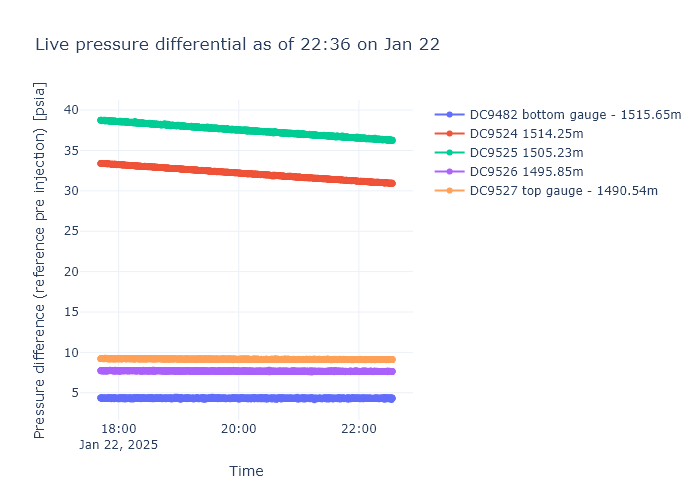 Live pressure differential as of 22:36 on Jan 22
Pressure difference (reference pre injection) [psia]
40
35
30
25
20
15
10
5
18:00
Jan 22, 2025
20:00
22:00
Time
DC9482 bottom gauge - 1515.65m
DC9524 1514.25m
DC9525 1505.23m
DC9526 1495.85m
DC9527 top gauge - 1490.54m